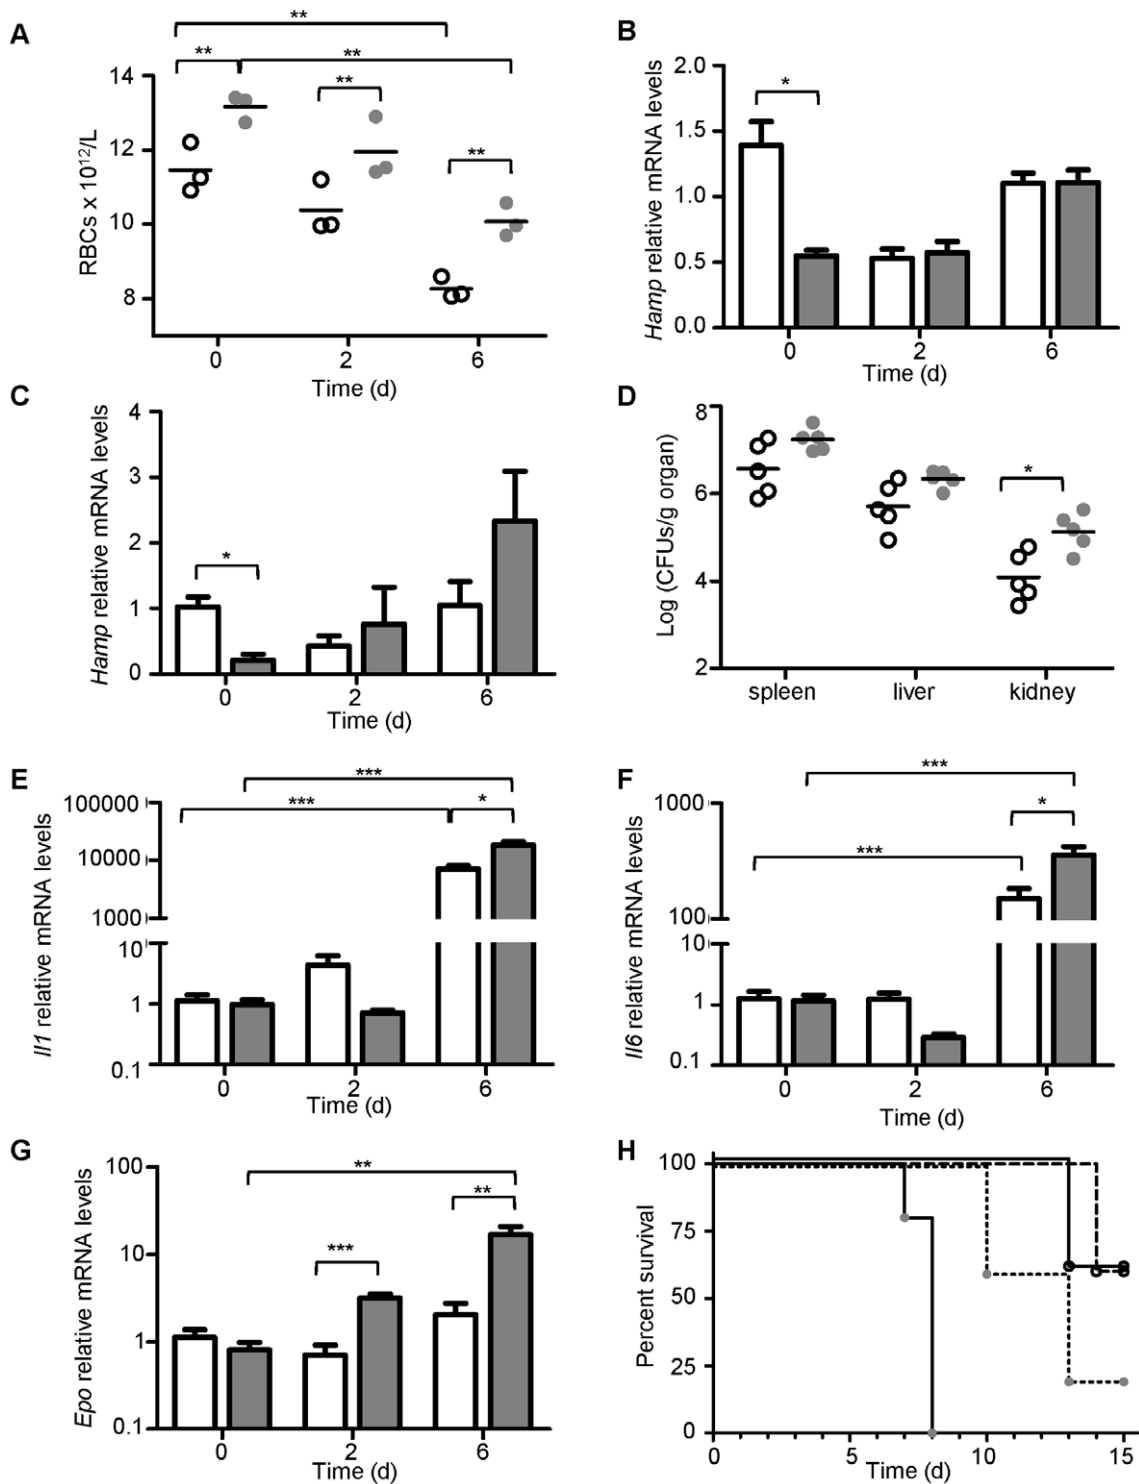 A
**
**
**
**
**
RBCs x 10¹²/L
14
12
10
8
0 2 6
Time (d)
B
*
Hamp relative mRNA levels
2.0
1.5
1.0
0.5
0.0
0 2 6
Time (d)
C
*
Hamp relative mRNA levels
4
3
2
1
0
0 2 6
Time (d)
D
*
Log (CFUs/g organ)
8
6
4
2
spleen liver kidney
E
***
***
*
Il1 relative mRNA levels
100000
10000
1000
10
1
0.1
0 2 6
Time (d)
F
***
*
***
Il6 relative mRNA levels
1000
100
10
1
0.1
0 2 6
Time (d)
G
**
**
***
Epo relative mRNA levels
100
10
1
0.1
0 2 6
Time (d)
H
Percent survival
100
75
50
25
0
0 5 10 15
Time (d)